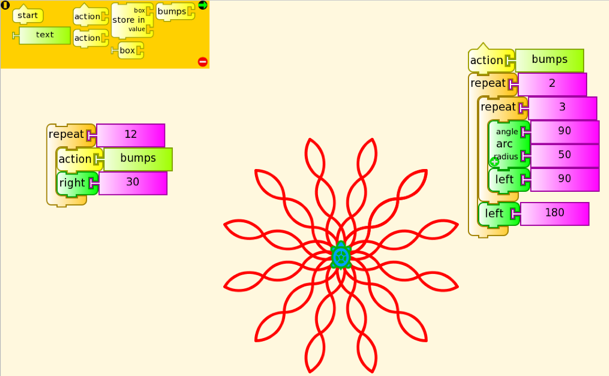 start
action
box
store in
value
bumps
text
action
box
repeat 12
action bumps
right 30
action bumps
repeat 2
repeat 3
angle 90
arc
radius 50
left 90
left 180